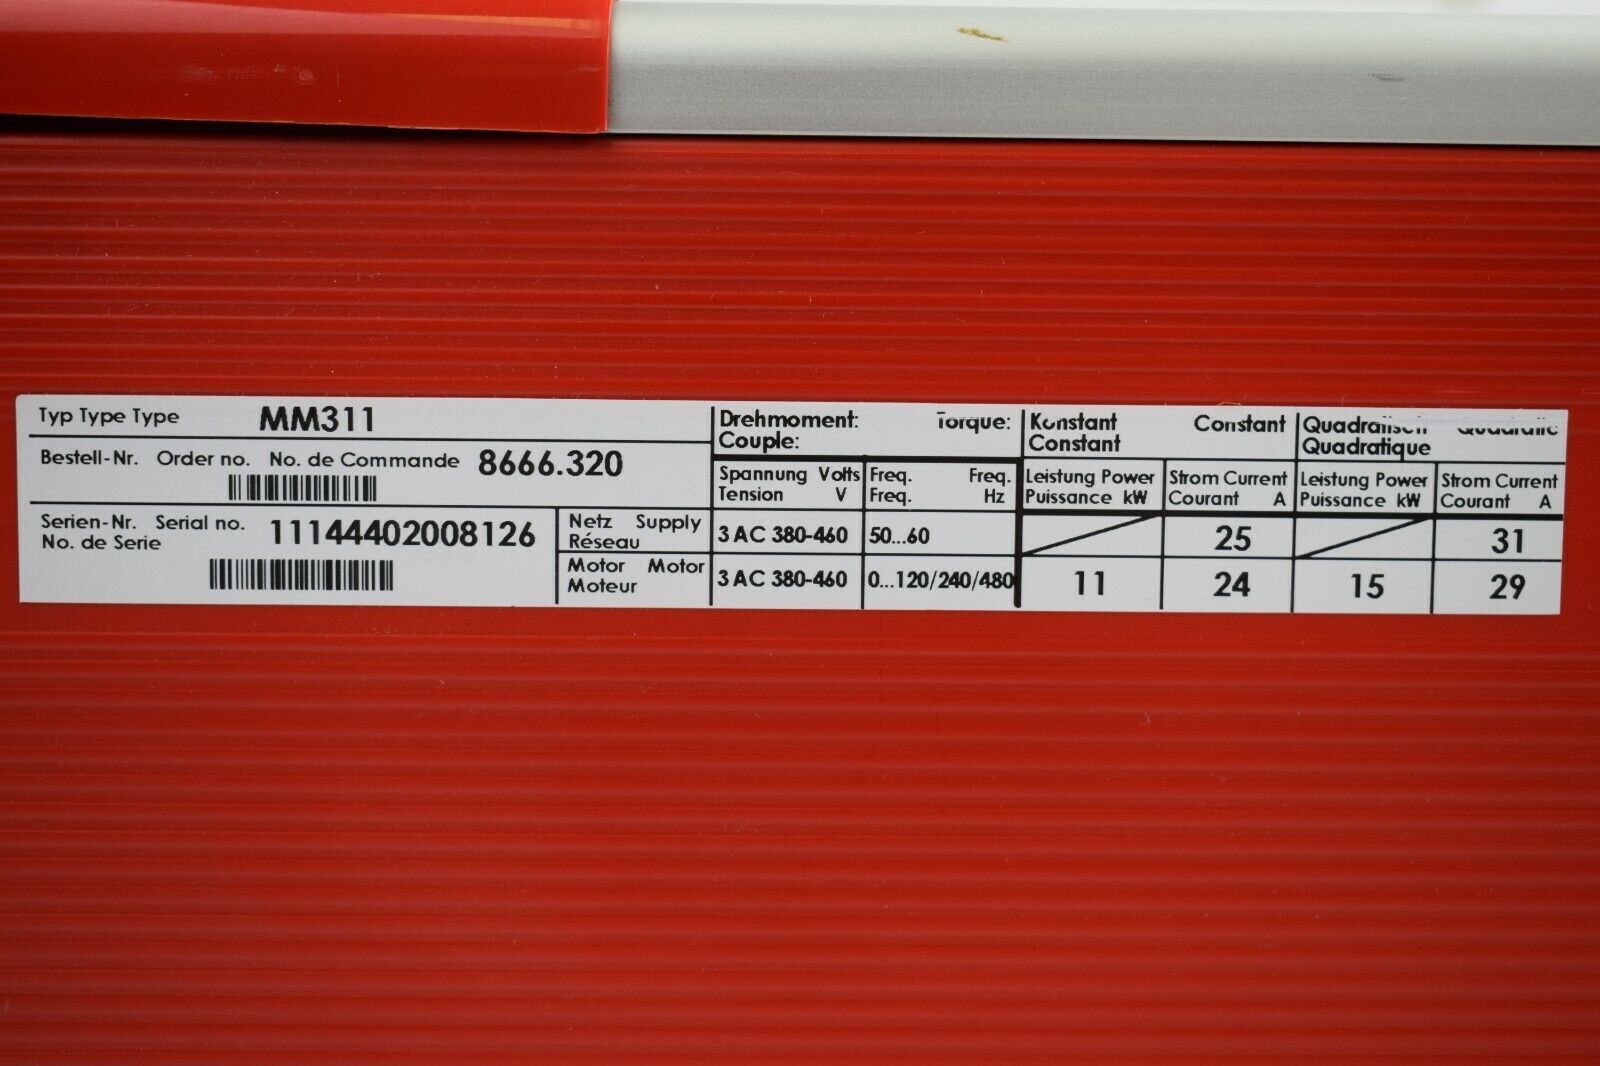 Typ Type Type MM311
Bestell-Nr. Order no. No. de Commande 8666.320
Serien-Nr. Serial no. 11144402008126
No. de Serie
Netz Supply
Réseau
Motor Motor
Moteur
Drehmoment: Torque:
Couple:
Spannung Volts
Tension V
Freq. Freq.
Freq. Hz
3 AC 380-460 50...60
3 AC 380-460 0...120/240/480
Konstant Constant
Constant
Leistung Power
Puissance kW
Strom Current
Courant A
25
11 24
Quadratisch Quadratic
Quadratique
Leistung Power
Puissance kW
Strom Current
Courant A
31
15 29